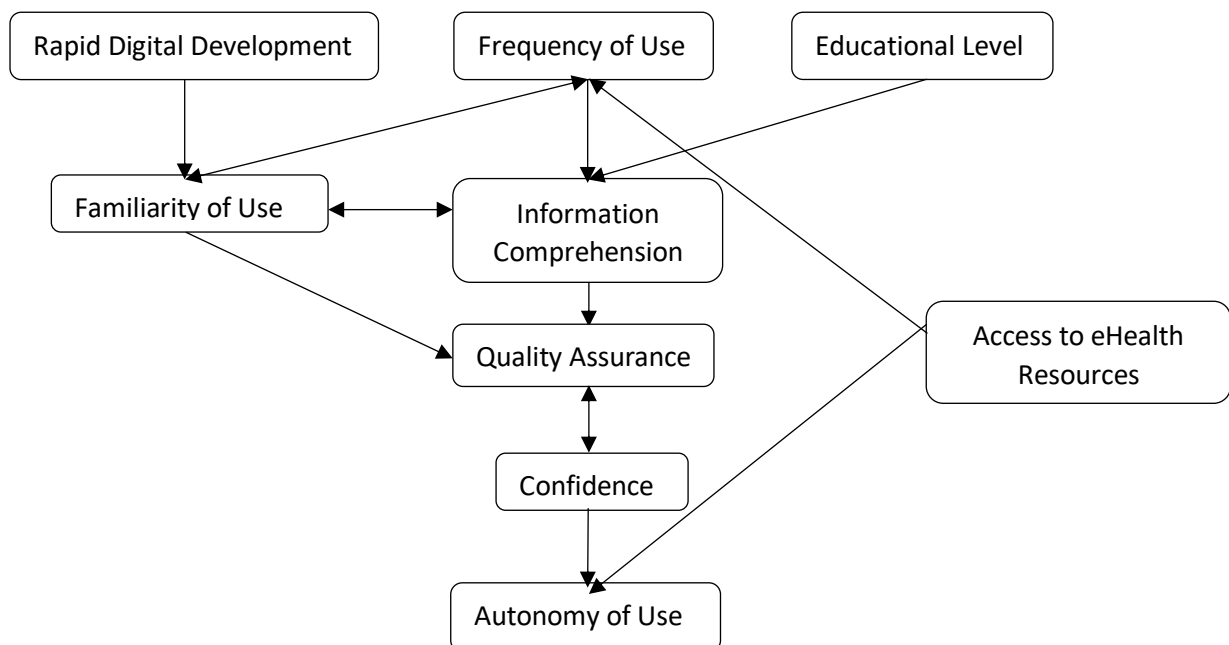 Rapid Digital Development
Frequency of Use
Educational Level
Familiarity of Use
Information
Comprehension
Quality Assurance
Access to eHealth
Resources
Confidence
Autonomy of Use